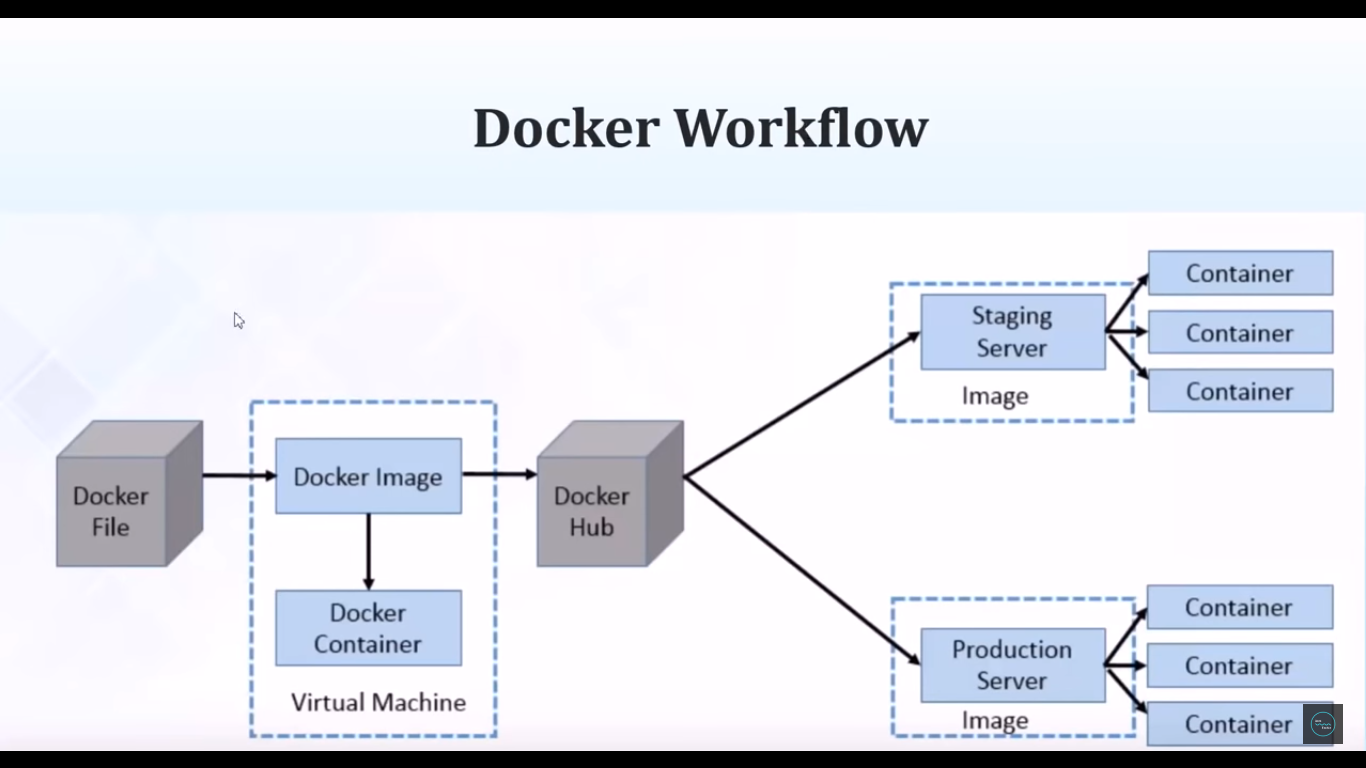 Docker Workflow
Docker
File
Docker Image
Docker
Container
Virtual Machine
Docker
Hub
Staging
Server
Image
Container
Container
Container
Production
Server
Image
Container
Container
Container